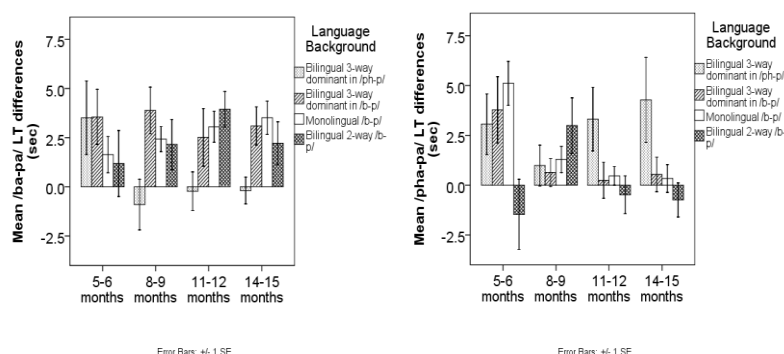 Mean /ba-pa/ LT differences
(sec)
7.5
5.0
2.5
0.0
-2.5
5-6
months
8-9
months
11-12
months
14-15
months
Language
Background
Bilingual 3-way
dominant in /ph-p/
Bilingual 3-way
dominant in /b-p/
Monolingual /b-p/
Bilingual 2-way /b-
p/
Error Bars: +/- 1 SE
Mean /pha-pa/ LT differences
(sec)
7.5
5.0
2.5
0.0
-2.5
5-6
months
8-9
months
11-12
months
14-15
months
Language
Background
Bilingual 3-way
dominant in /ph-p/
Bilingual 3-way
dominant in /b-p/
Monolingual /b-p/
Bilingual 2-way /b-
p/
Error Bars: +/- 1 SE